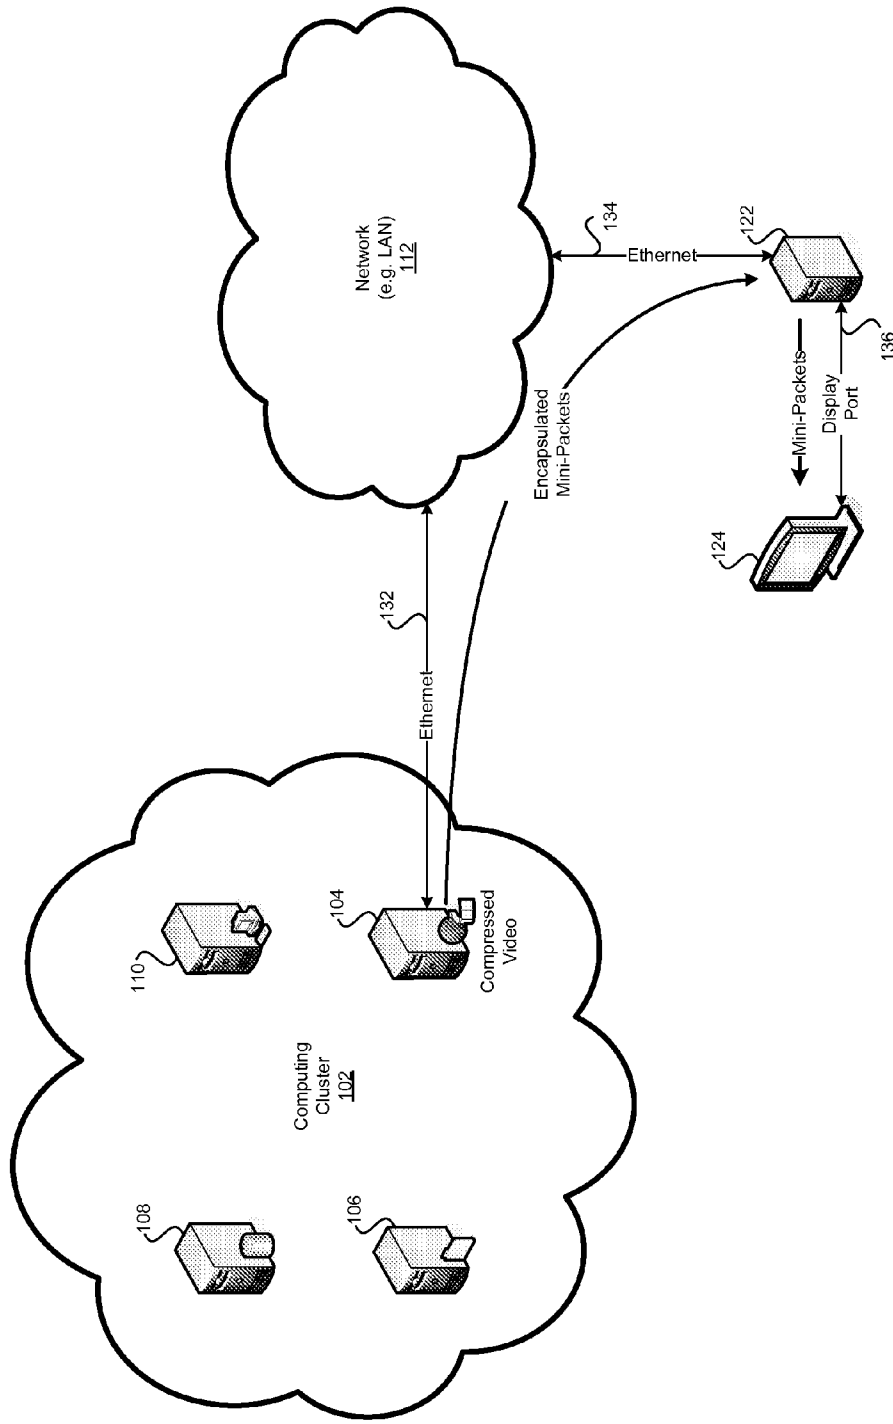 108
106
Computing
Cluster
102
110
104
Compressed
Video
Ethernet
132
Encapsulated
Mini-Packets
Network
(e.g. LAN)
112
134
Ethernet
122
124
Mini-Packets
Display
Port
136